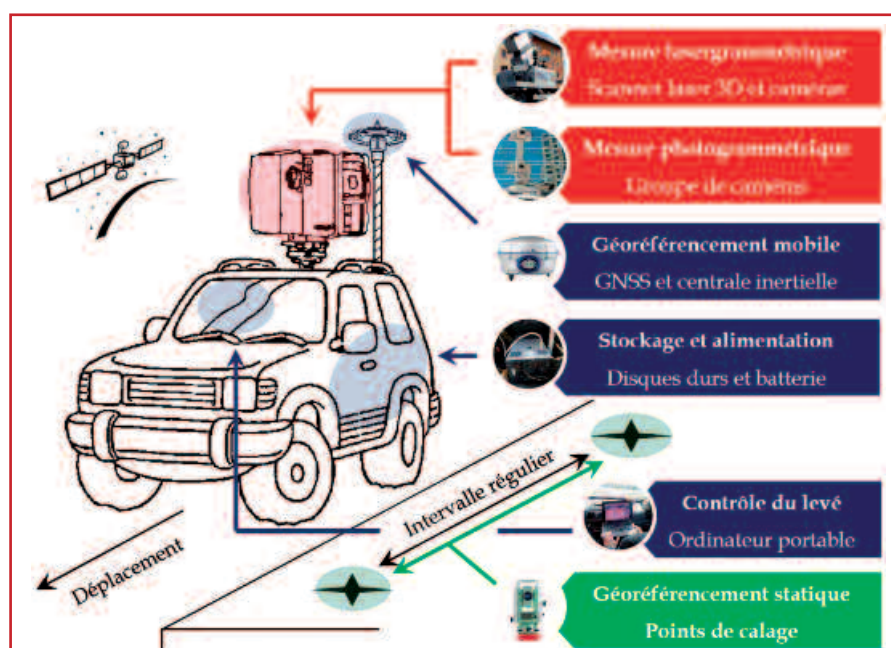 Mesure lasergrammétrique
Scanner laser 3D et caméras
Mesure photogrammétrique
Groupe de caméras
Géoréférencement mobile
GNSS et centrale inertielle
Stockage et alimentation
Disques durs et batterie
Intervalle régulier
Contrôle du levé
Ordinateur portable
Déplacement
Géoréférencement statique
Points de calage